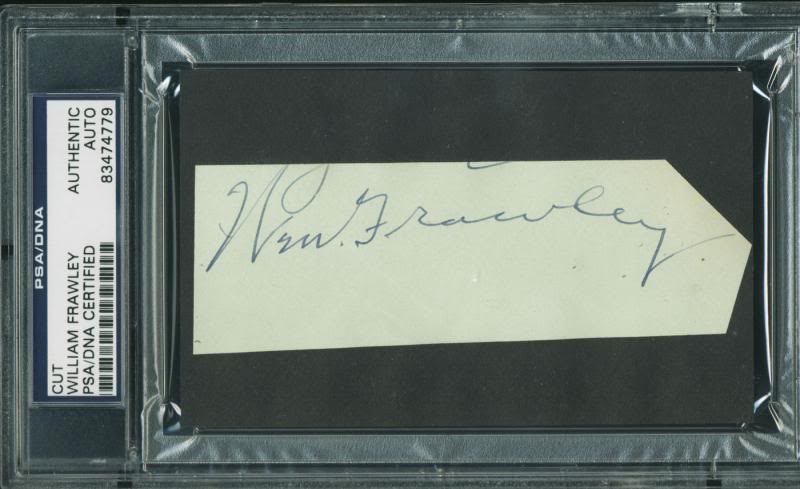 PSA/DNA
CUT
WILLIAM FRAWLEY
PSA/DNA CERTIFIED
AUTHENTIC
AUTO
83474779
Wm. Frawley